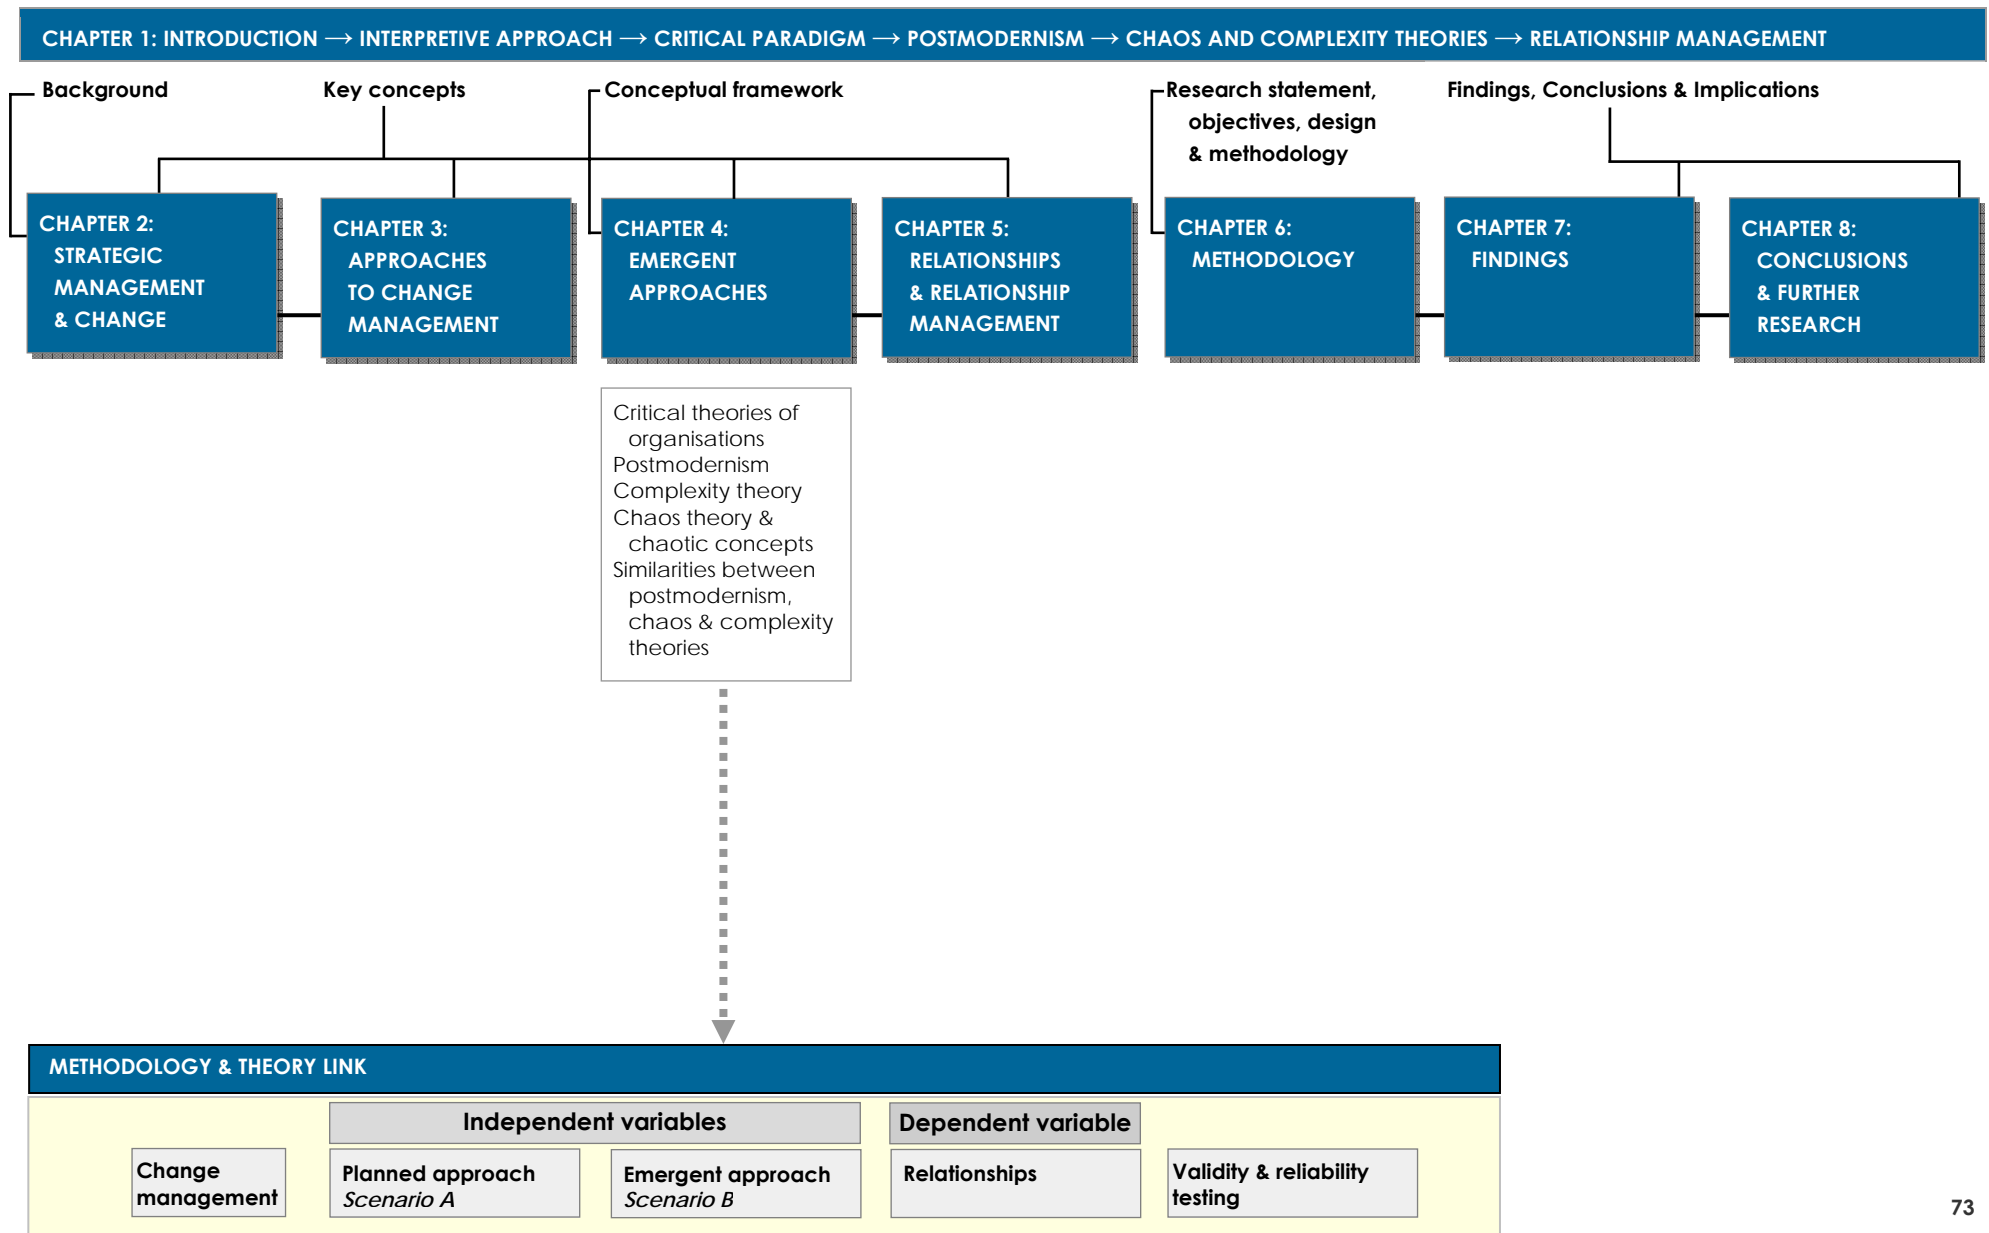 CHAPTER 1: INTRODUCTION → INTERPRETIVE APPROACH → CRITICAL PARADIGM → POSTMODERNISM → CHAOS AND COMPLEXITY THEORIES → RELATIONSHIP MANAGEMENT
Background
Key concepts
Conceptual framework
Research statement,
objectives, design
& methodology
Findings, Conclusions & Implications
CHAPTER 2:
STRATEGIC
MANAGEMENT
& CHANGE
CHAPTER 3:
APPROACHES
TO CHANGE
MANAGEMENT
CHAPTER 4:
EMERGENT
APPROACHES
CHAPTER 5:
RELATIONSHIPS
& RELATIONSHIP
MANAGEMENT
CHAPTER 6:
METHODOLOGY
CHAPTER 7:
FINDINGS
CHAPTER 8:
CONCLUSIONS
& FURTHER
RESEARCH
Critical theories of
organisations
Postmodernism
Complexity theory
Chaos theory &
chaotic concepts
Similarities between
postmodernism,
chaos & complexity
theories
METHODOLOGY & THEORY LINK
Independent variables
Dependent variable
Change
management
Planned approach
Scenario A
Emergent approach
Scenario B
Relationships
Validity & reliability
testing
73